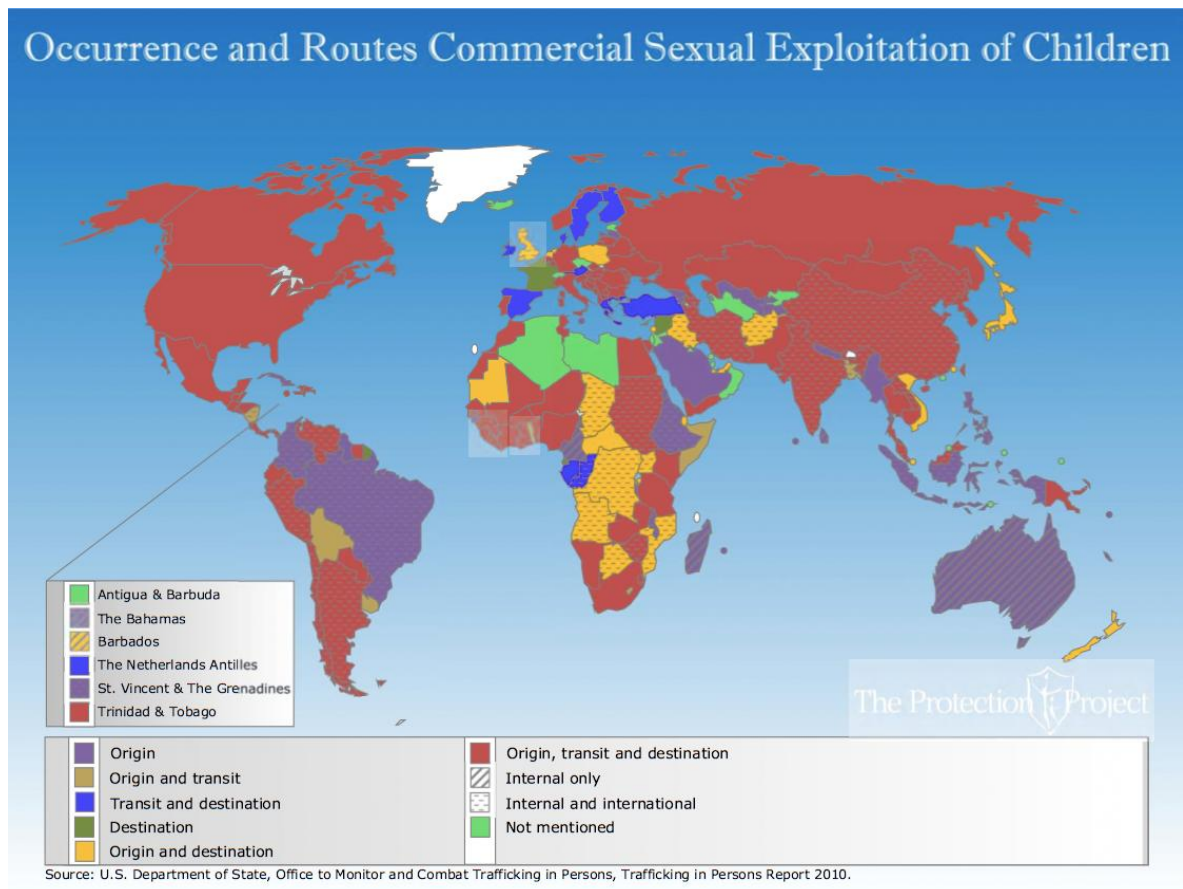 Occurrence and Routes Commercial Sexual Exploitation of Children
Antigua & Barbuda
The Bahamas
Barbados
The Netherlands Antilles
St. Vincent & The Grenadines
Trinidad & Tobago
The Protection Project
Origin
Origin and transit
Transit and destination
Destination
Origin and destination
Origin, transit and destination
Internal only
Internal and international
Not mentioned
Source: U.S. Department of State, Office to Monitor and Combat Trafficking in Persons, Trafficking in Persons Report 2010.